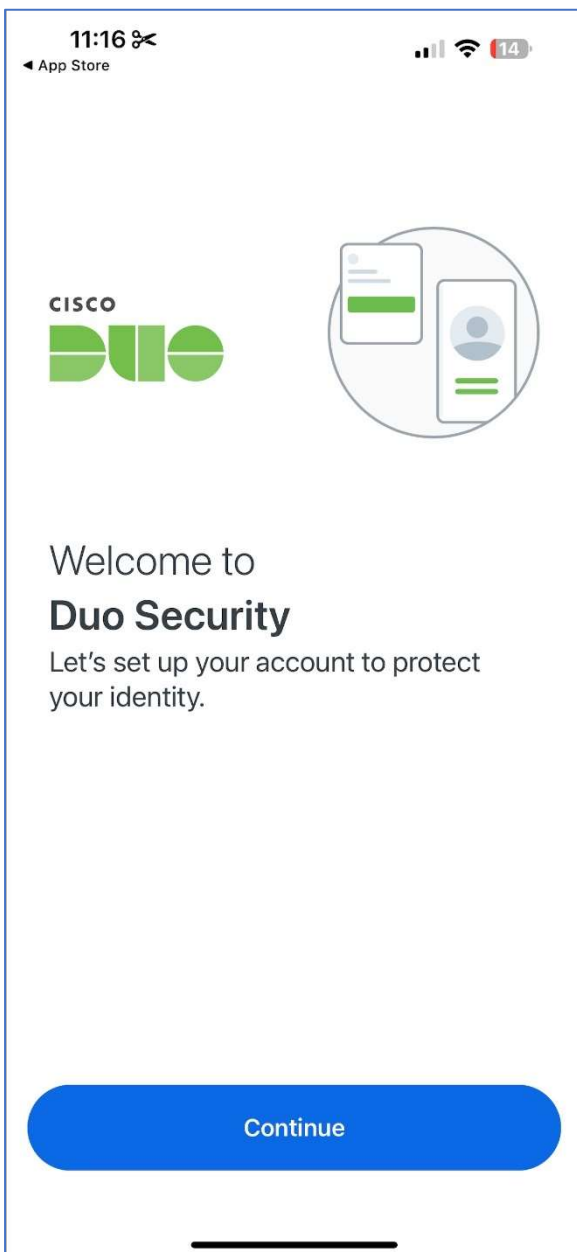 11:16
◀ App Store
14
CISCO
DUO
Welcome to
Duo Security
Let's set up your account to protect
your identity.
Continue